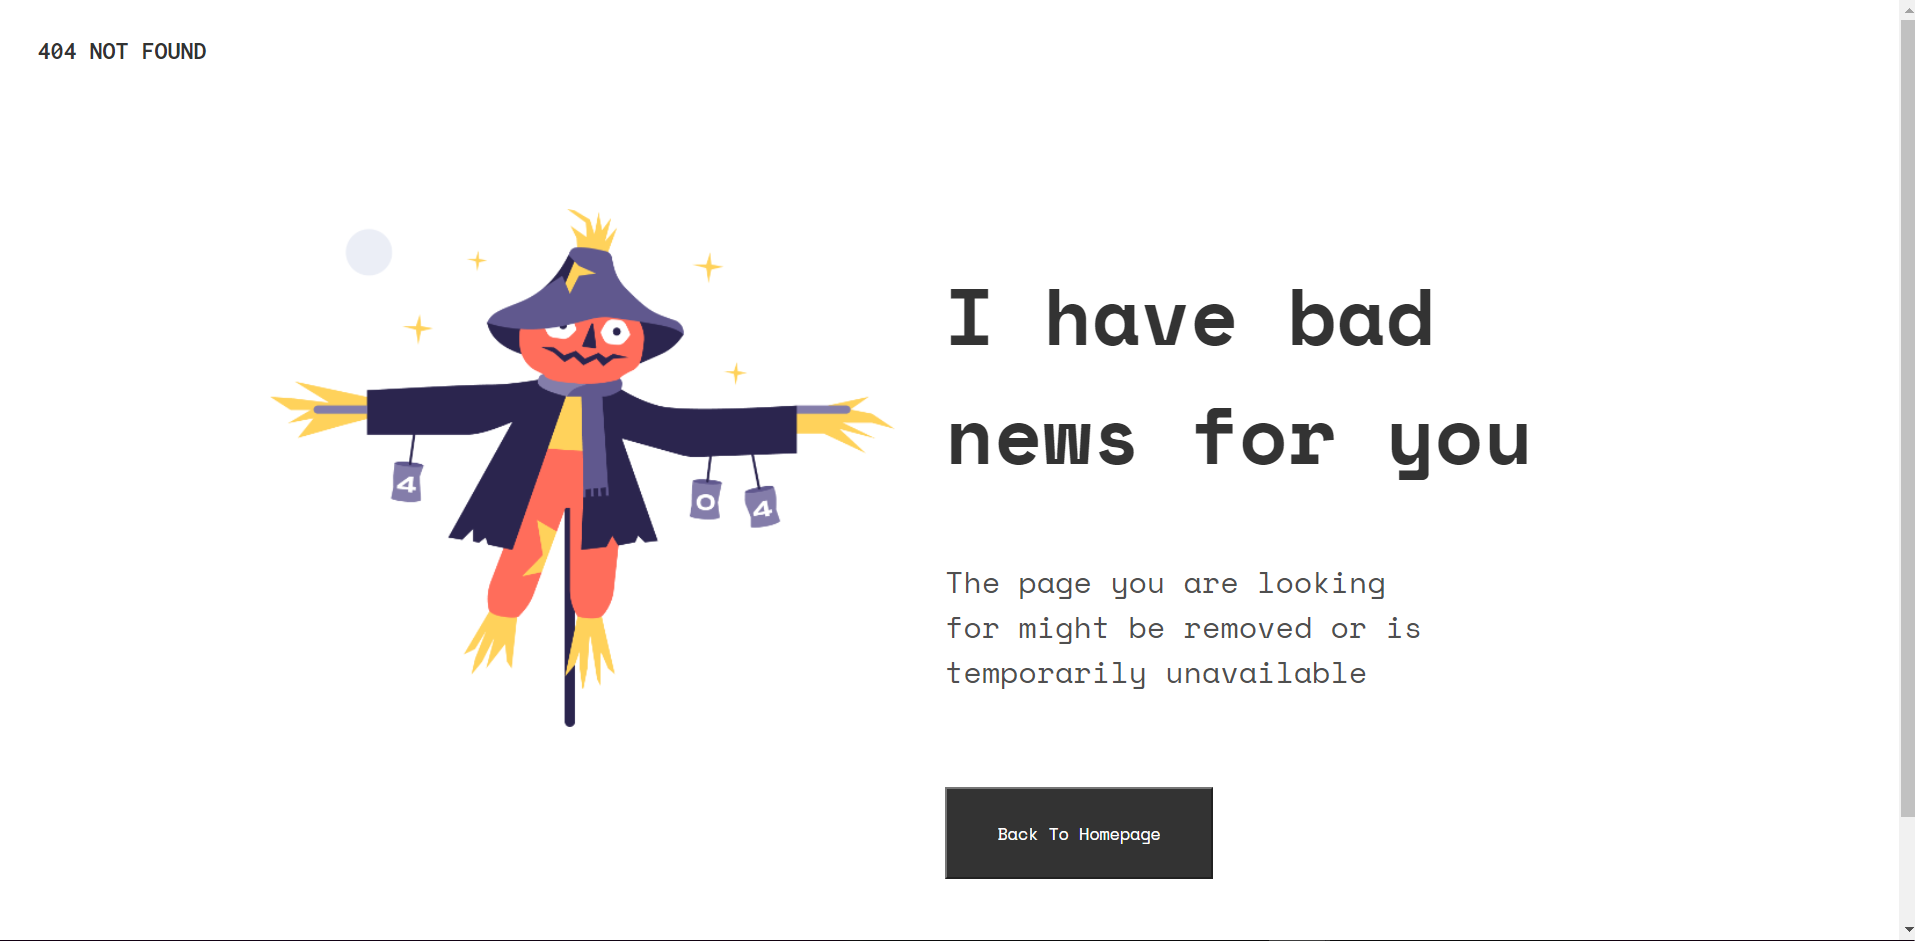 404 NOT FOUND
I have bad
news for you
4
0
4
The page you are looking
for might be removed or is
temporarily unavailable
Back To Homepage